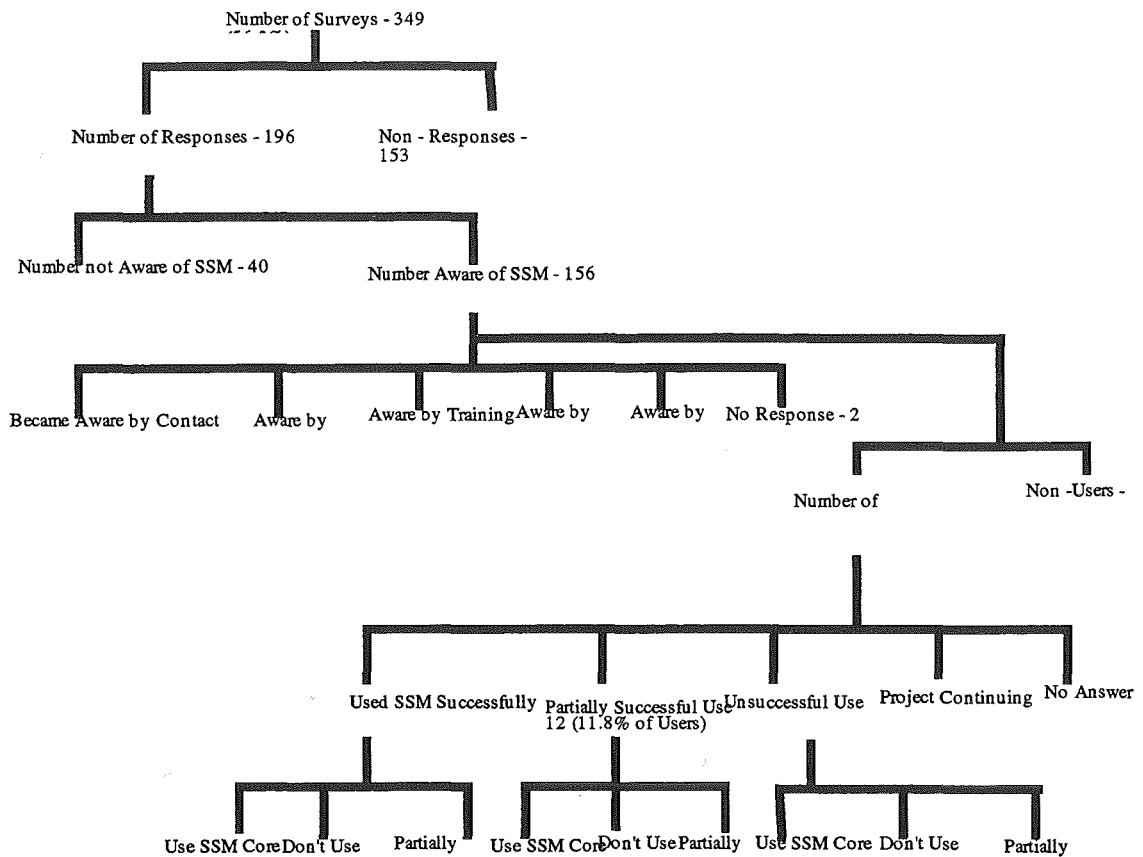 Number of Surveys - 349
Number of Responses - 196
Non - Responses -
153
Number not Aware of SSM - 40
Number Aware of SSM - 156
Became Aware by Contact
Aware by
Aware by Training
Aware by
Aware by
No Response - 2
Number of
Non -Users -
Used SSM Successfully
Partially Successful Use
12 (11.8% of Users)
Unsuccessful Use
Project Continuing
No Answer
Use SSM Core
Don't Use
Partially
Use SSM Core
Don't Use
Partially
Use SSM Core
Don't Use
Partially